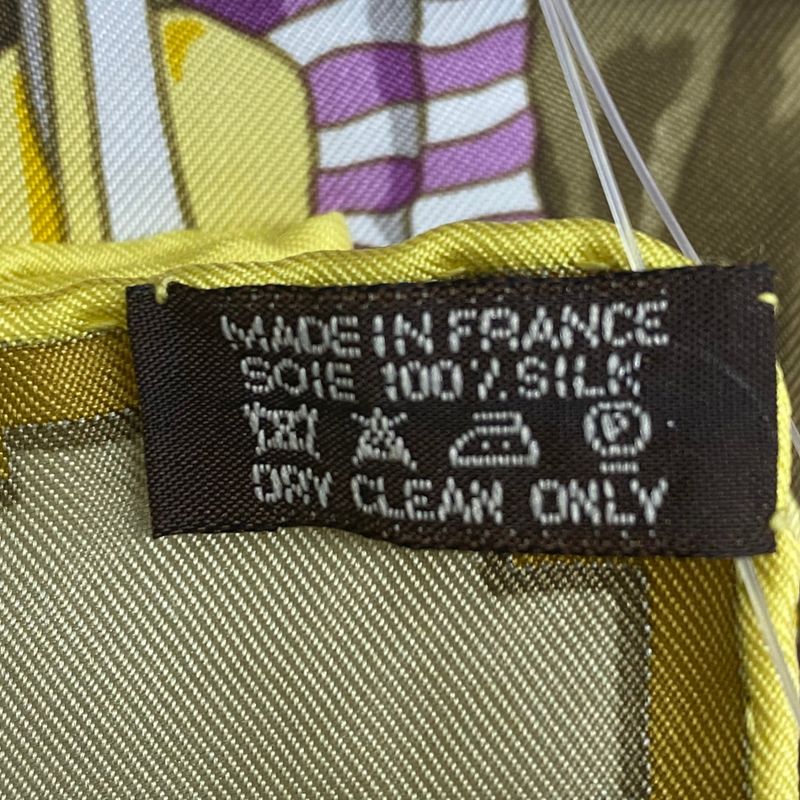 MADE IN FRANCE
SOIE 100% SILK
P
DRY CLEAN ONLY